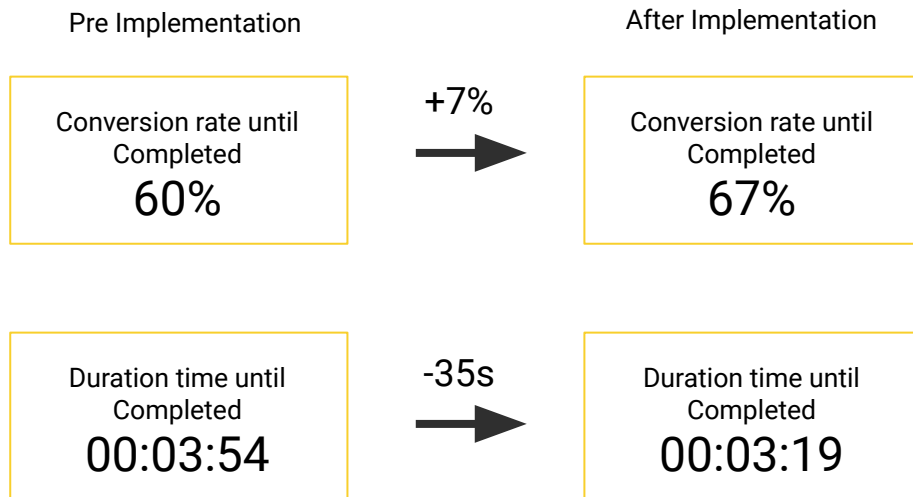 Pre Implementation
After Implementation
Conversion rate until
Completed
60%
+7%
Conversion rate until
Completed
67%
Duration time until
Completed
00:03:54
-35s
Duration time until
Completed
00:03:19